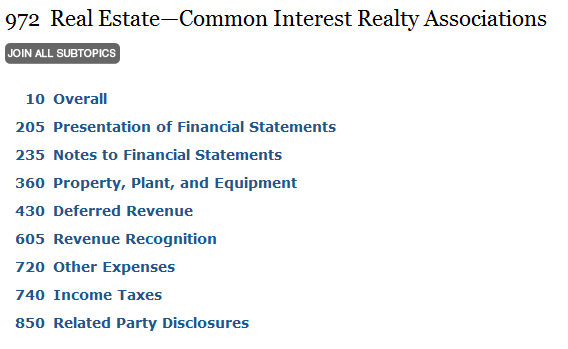 972 Real Estate—Common Interest Realty Associations
JOIN ALL SUBTOPICS
10 Overall
205 Presentation of Financial Statements
235 Notes to Financial Statements
360 Property, Plant, and Equipment
430 Deferred Revenue
605 Revenue Recognition
720 Other Expenses
740 Income Taxes
850 Related Party Disclosures